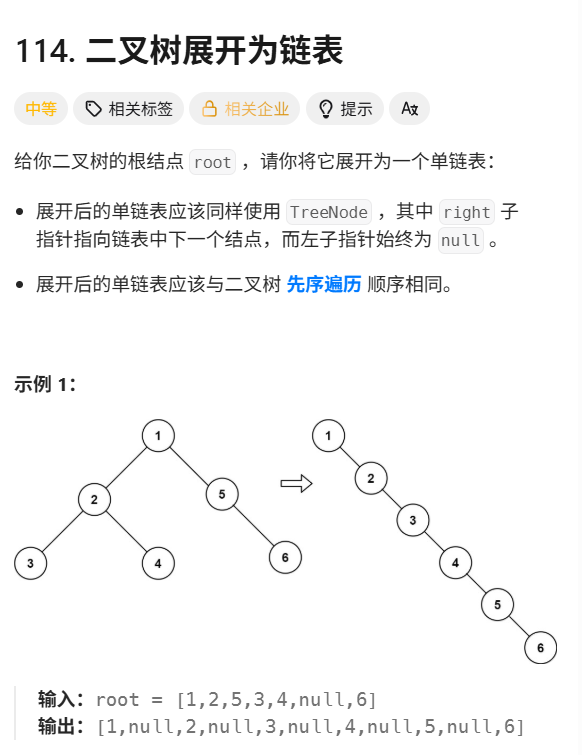 114. 二叉树展开为链表
中等 相关标签 相关企业 提示 Aא
给你二叉树的根结点 root ，请你将它展开为一个单链表：
展开后的单链表应该同样使用 TreeNode ，其中 right 子
指针指向链表中下一个结点，而左子指针始终为 null 。
展开后的单链表应该与二叉树 先序遍历 顺序相同。
示例 1：
1 1
2 5 2
3 4 6 3
4
5
6
输入：root = [1,2,5,3,4,null,6]
输出：[1,null,2,null,3,null,4,null,5,null,6]